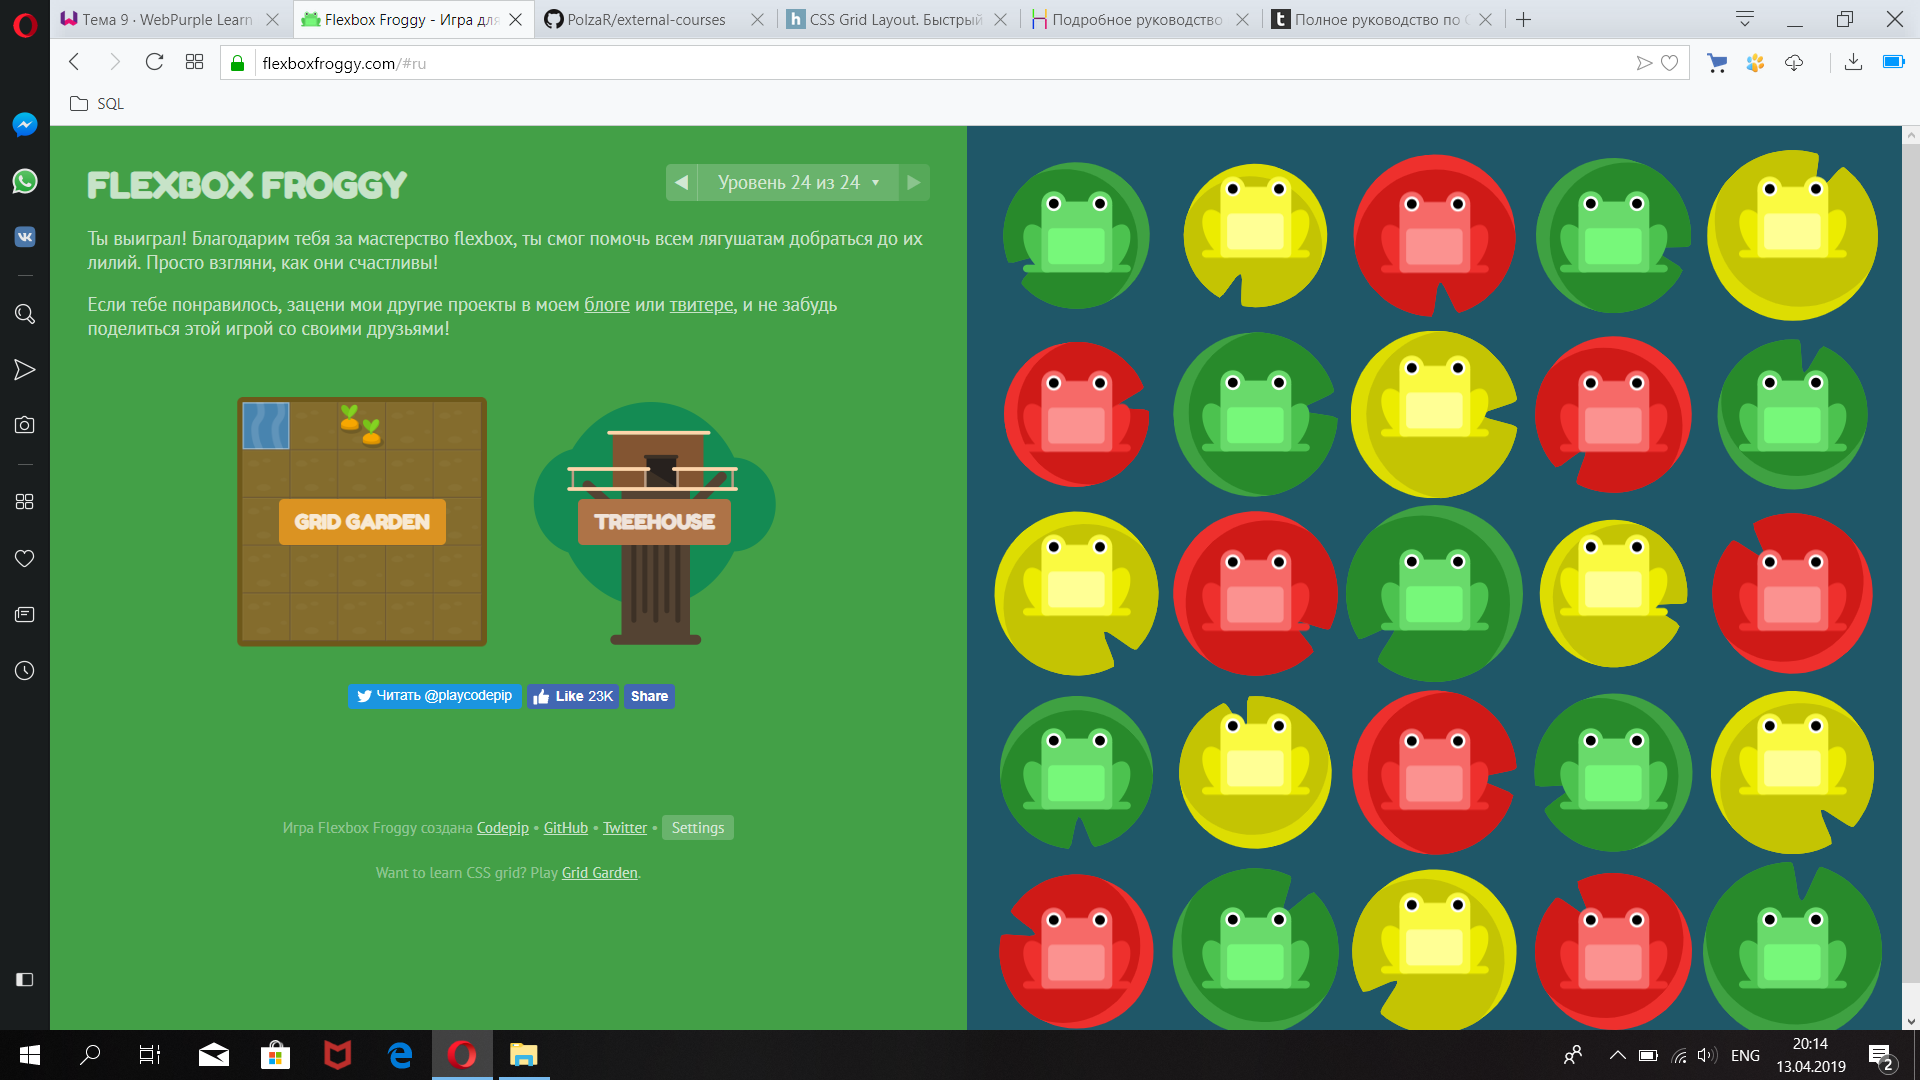 Тема 9 · WebPurple Learn
Flexbox Froggy - Игра для
PolzaR/external-courses
CSS Grid Layout. Быстрый
Подробное руководство
Полное руководство по
flexboxfroggy.com/#ru
SQL
FLEXBOX FROGGY
Уровень 24 из 24
Ты выиграл! Благодарим тебя за мастерство flexbox, ты смог помочь всем лягушатам добраться до их
лилий. Просто взгляни, как они счастливы!
Если тебе понравилось, зацени мои другие проекты в моем блоге или твитере, и не забудь
поделиться этой игрой со своими друзьями!
GRID GARDEN
TREEHOUSE
Читать @playcodepip
Like 23K
Share
Игра Flexbox Froggy создана Codepip • GitHub • Twitter • Settings
Want to learn CSS grid? Play Grid Garden.
ENG
20:14
13.04.2019
2